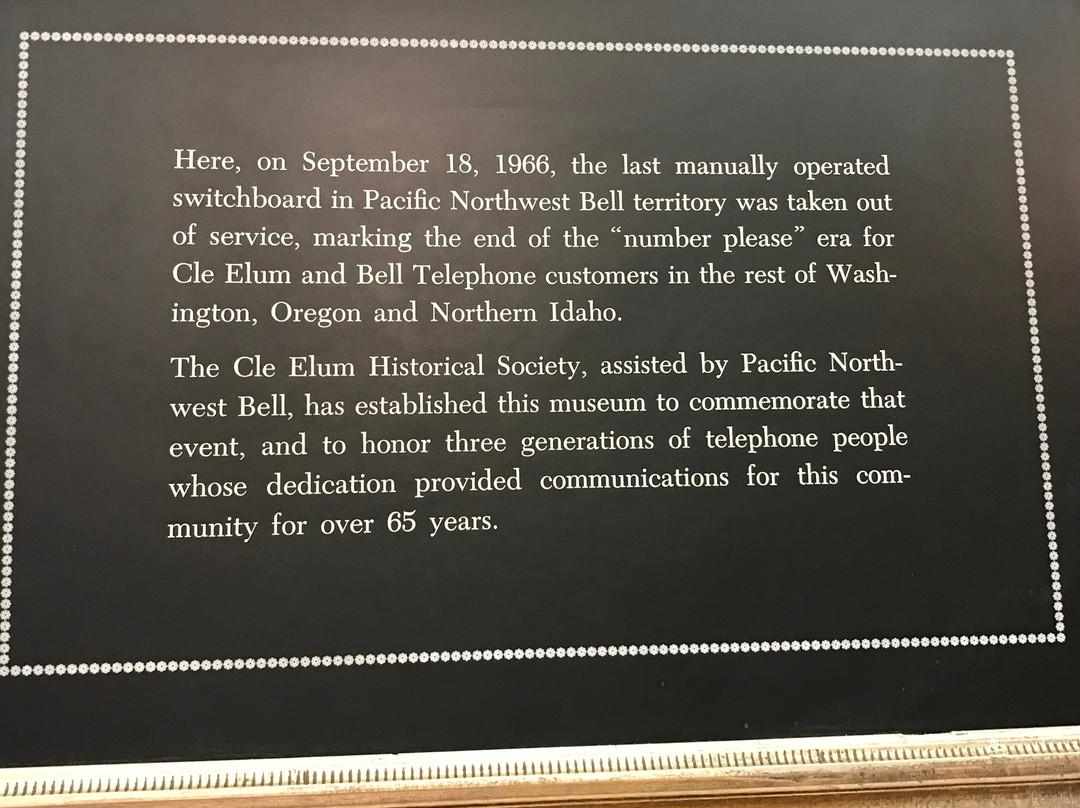 Here, on September 18, 1966, the last manually operated
switchboard in Pacific Northwest Bell territory was taken out
of service, marking the end of the “number please” era for
Cle Elum and Bell Telephone customers in the rest of Wash-
ington, Oregon and Northern Idaho.
The Cle Elum Historical Society, assisted by Pacific North-
west Bell, has established this museum to commemorate that
event, and to honor three generations of telephone people
whose dedication provided communications for this com-
munity for over 65 years.